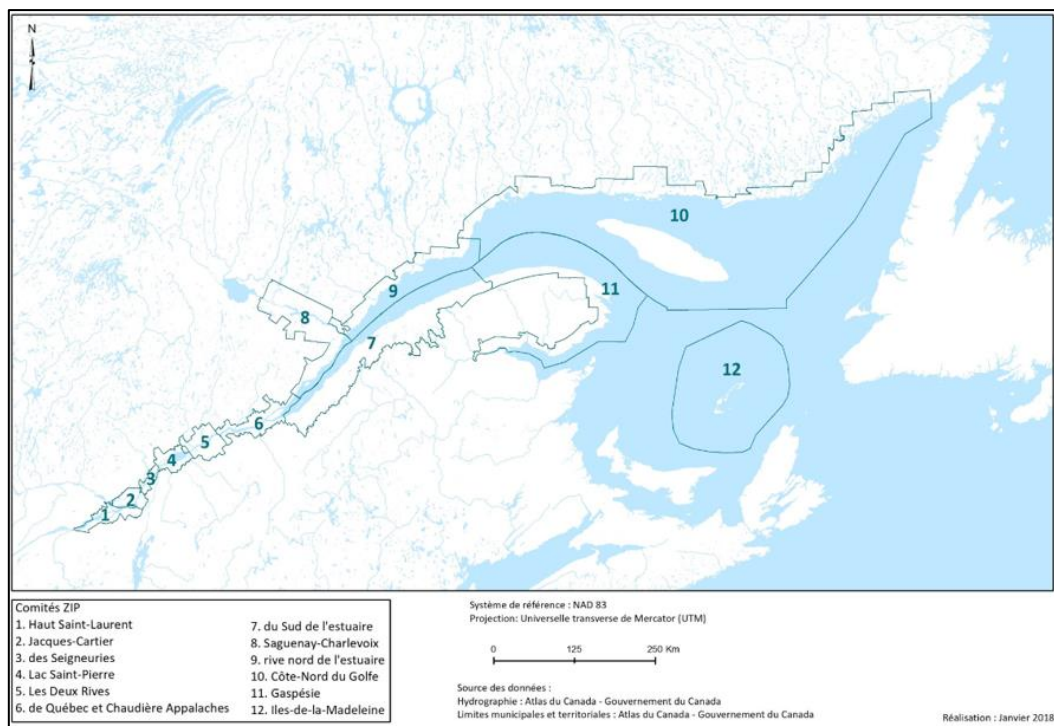 N
10
9
11
8
7
12
6
5
4
3
2
1
Comités ZIP
1. Haut Saint-Laurent
2. Jacques-Cartier
3. des Seigneuries
4. Lac Saint-Pierre
5. Les Deux Rives
6. de Québec et Chaudière Appalaches
7. du Sud de l'estuaire
8. Saguenay-Charlevoix
9. rive nord de l'estuaire
10. Côte-Nord du Golfe
11. Gaspésie
12. Iles-de-la-Madeleine
Système de référence : NAD 83
Projection: Universelle transverse de Mercator (UTM)
0 125 250 Km
Source des données :
Hydrographie : Atlas du Canada - Gouvernement du Canada
Limites municipales et territoriales : Atlas du Canada - Gouvernement du Canada
Réalisation : Janvier 2018